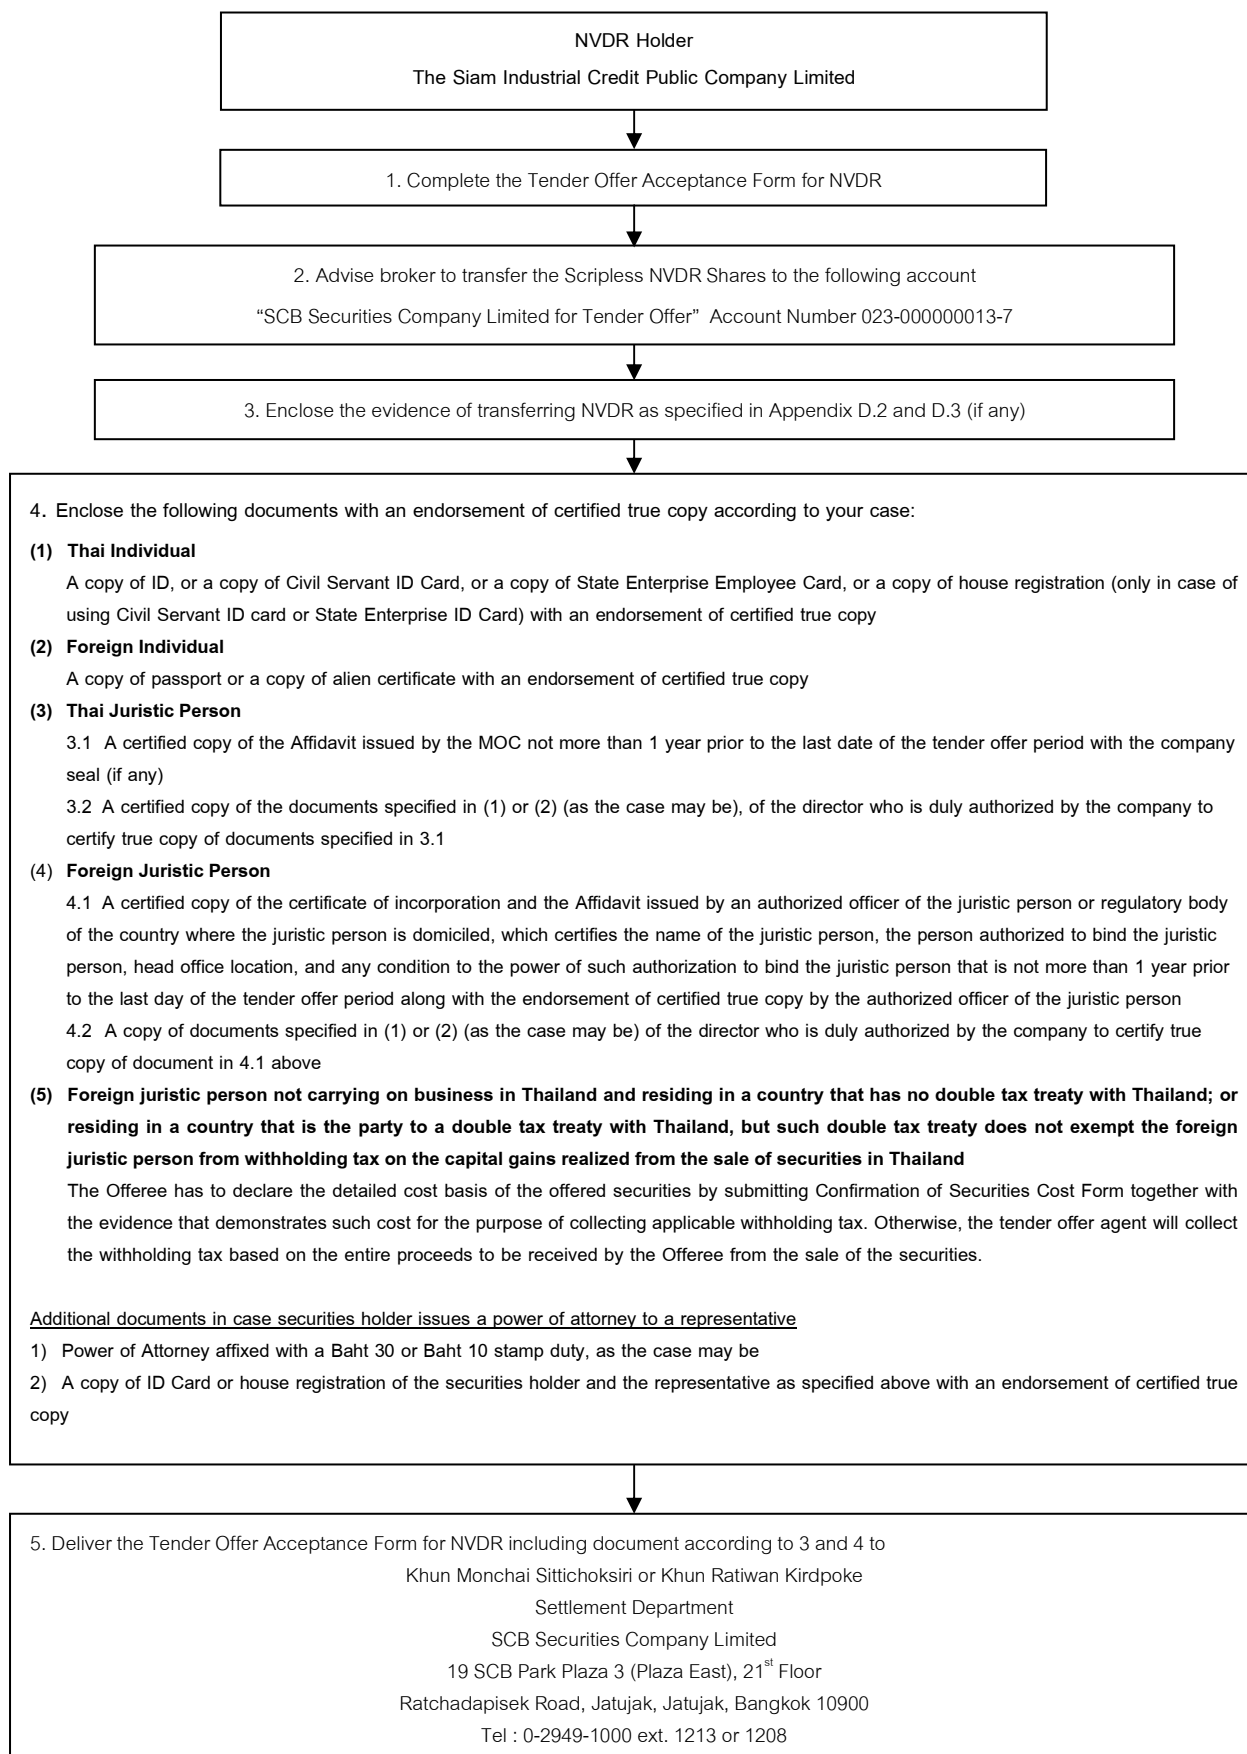 NVDR Holder
The Siam Industrial Credit Public Company Limited
1. Complete the Tender Offer Acceptance Form for NVDR
2. Advise broker to transfer the Scripless NVDR Shares to the following account
“SCB Securities Company Limited for Tender Offer” Account Number 023-000000013-7
3. Enclose the evidence of transferring NVDR as specified in Appendix D.2 and D.3 (if any)
4. Enclose the following documents with an endorsement of certified true copy according to your case:
(1) Thai Individual
A copy of ID, or a copy of Civil Servant ID Card, or a copy of State Enterprise Employee Card, or a copy of house registration (only in case of
using Civil Servant ID card or State Enterprise ID Card) with an endorsement of certified true copy
(2) Foreign Individual
A copy of passport or a copy of alien certificate with an endorsement of certified true copy
(3) Thai Juristic Person
3.1 A certified copy of the Affidavit issued by the MOC not more than 1 year prior to the last date of the tender offer period with the company
seal (if any)
3.2 A certified copy of the documents specified in (1) or (2) (as the case may be), of the director who is duly authorized by the company to
certify true copy of documents specified in 3.1
(4) Foreign Juristic Person
4.1 A certified copy of the certificate of incorporation and the Affidavit issued by an authorized officer of the juristic person or regulatory body
of the country where the juristic person is domiciled, which certifies the name of the juristic person, the person authorized to bind the juristic
person, head office location, and any condition to the power of such authorization to bind the juristic person that is not more than 1 year prior
to the last day of the tender offer period along with the endorsement of certified true copy by the authorized officer of the juristic person
4.2 A copy of documents specified in (1) or (2) (as the case may be) of the director who is duly authorized by the company to certify true
copy of document in 4.1 above
(5) Foreign juristic person not carrying on business in Thailand and residing in a country that has no double tax treaty with Thailand; or
residing in a country that is the party to a double tax treaty with Thailand, but such double tax treaty does not exempt the foreign
juristic person from withholding tax on the capital gains realized from the sale of securities in Thailand
The Offeree has to declare the detailed cost basis of the offered securities by submitting Confirmation of Securities Cost Form together with
the evidence that demonstrates such cost for the purpose of collecting applicable withholding tax. Otherwise, the tender offer agent will collect
the withholding tax based on the entire proceeds to be received by the Offeree from the sale of the securities.
Additional documents in case securities holder issues a power of attorney to a representative
1) Power of Attorney affixed with a Baht 30 or Baht 10 stamp duty, as the case may be
2) A copy of ID Card or house registration of the securities holder and the representative as specified above with an endorsement of certified true
copy
5. Deliver the Tender Offer Acceptance Form for NVDR including document according to 3 and 4 to
Khun Monchai Sittichoksiri or Khun Ratiwan Kirdpoke
Settlement Department
SCB Securities Company Limited
19 SCB Park Plaza 3 (Plaza East), 21st Floor
Ratchadapisek Road, Jatujak, Jatujak, Bangkok 10900
Tel : 0-2949-1000 ext. 1213 or 1208